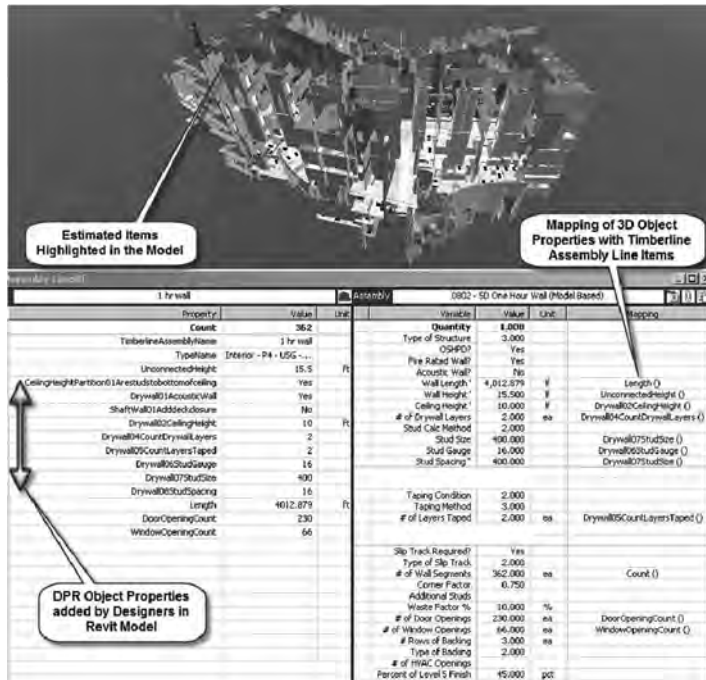 Estimated Items
Highlighted in the Model
Mapping of 3D Object
Properties with Timberline
Assembly Line Items
1 hr wall
Assembly 0802 - SD One Hour Wall (Model Based)
Property Value Unit
Count 362
TimberlineAssemblyName 1 hr wall
TypeName Interior - P4 - USG - ...
UnconnectedHeight 15.5 ft
CeilingHeightPartition01Arestudstobottomofceiling Yes
Drywall01AcousticWall Yes
ShaftWall01Adddeckclosure No
Drywall02CeilingHeight 10 ft
Drywall04CountDrywallLayers 2
Drywall05CountLayersTaped 2
Drywall06StudGauge 16
Drywall07StudSize 400
Drywall08StudSpacing 16
Length 4012.879 ft
DoorOpeningCount 230
WindowOpeningCount 66
DPR Object Properties
added by Designers in
Revit Model
Variable Value Unit Mapping
Quantity 1.000
Type of Structure 3.000
OSHPD? Yes
Fire Rated Wall? Yes
Acoustic Wall? No
Wall Length ' 4,012.879 lf Length ()
Wall Height ' 15.500 lf UnconnectedHeight ()
Ceiling Height ' 10.000 lf Drywall02CeilingHeight ()
# of Drywall Layers 2.000 ea Drywall04CountDrywallLayers ()
Stud Calc Method 2.000
Stud Size 400.000 Drywall07StudSize ()
Stud Gauge 16.000 Drywall06StudGauge ()
Stud Spacing " 400.000 Drywall07StudSize ()
Taping Condition 2.000
Taping Method 3.000
# of Layers Taped 2.000 ea Drywall05CountLayersTaped ()
Slip Track Required? Yes
Type of Slip Track 2.000
# of Wall Segments 362.000 ea Count ()
Corner Factor 0.750
Additional Studs
Waste Factor % 10.000 %
# of Door Openings 230.000 ea DoorOpeningCount ()
# of Window Openings 66.000 ea WindowOpeningCount ()
# Rows of Backing 3.000 ea
Type of Backing 2.000
# of HVAC Openings
Percent of Level 5 Finish 45.000 pct